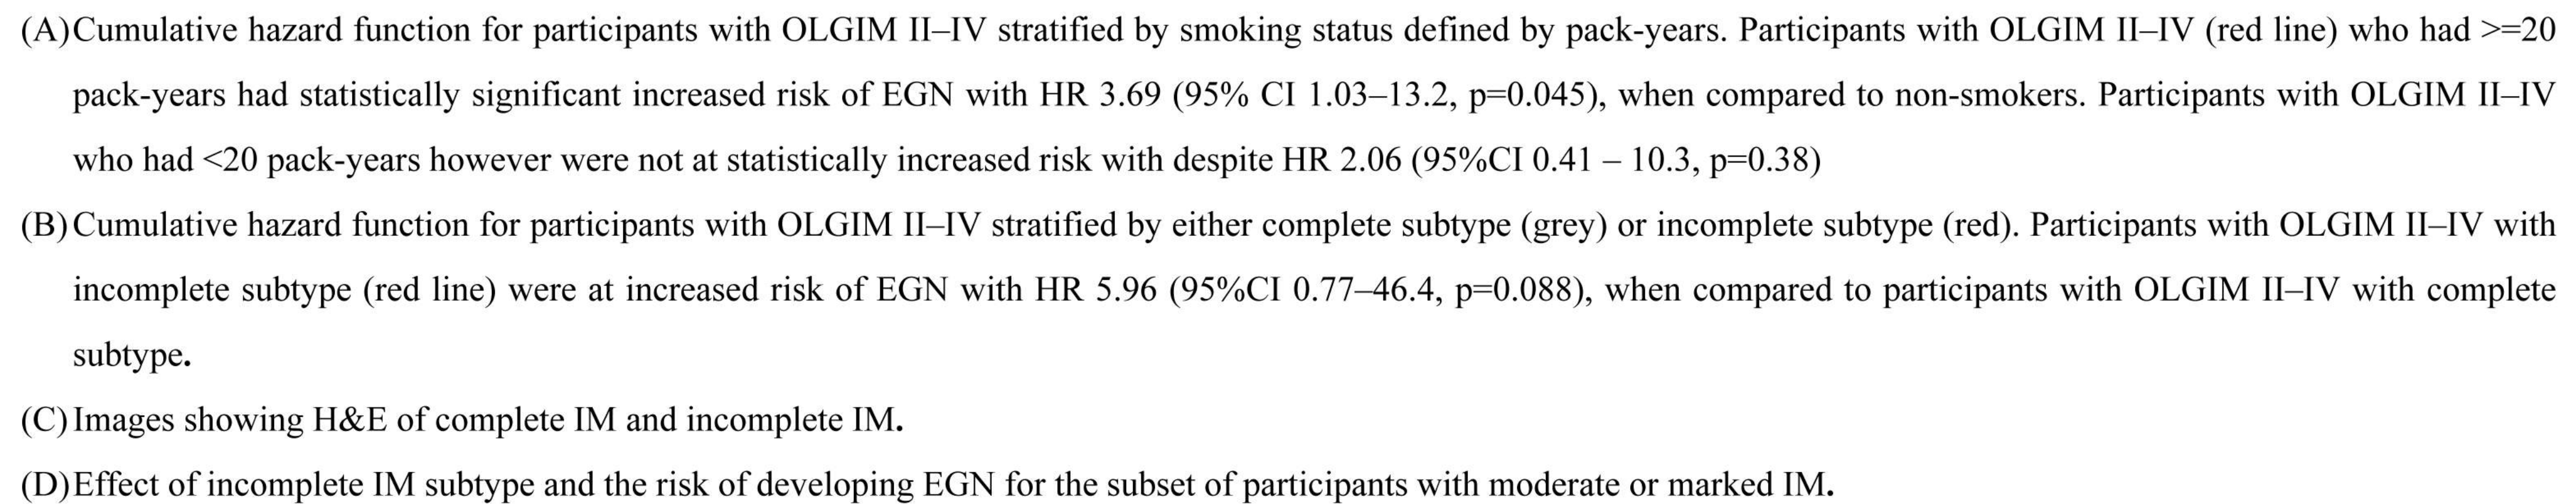 (A) Cumulative hazard function for participants with OLGIM II–IV stratified by smoking status defined by pack-years. Participants with OLGIM II–IV (red line) who had >=20
pack-years had statistically significant increased risk of EGN with HR 3.69 (95% CI 1.03–13.2, p=0.045), when compared to non-smokers. Participants with OLGIM II–IV
who had <20 pack-years however were not at statistically increased risk with despite HR 2.06 (95%CI 0.41 – 10.3, p=0.38)
(B) Cumulative hazard function for participants with OLGIM II–IV stratified by either complete subtype (grey) or incomplete subtype (red). Participants with OLGIM II–IV with
incomplete subtype (red line) were at increased risk of EGN with HR 5.96 (95%CI 0.77–46.4, p=0.088), when compared to participants with OLGIM II–IV with complete
subtype.
(C) Images showing H&E of complete IM and incomplete IM.
(D) Effect of incomplete IM subtype and the risk of developing EGN for the subset of participants with moderate or marked IM.